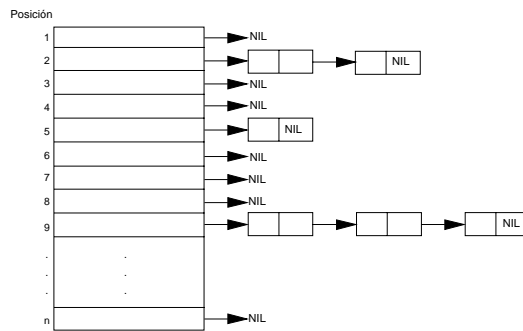 Posición
1 NIL
2 NIL
3 NIL
4 NIL
5 NIL
6 NIL
7 NIL
8 NIL
9 NIL
. .
. .
. .
n NIL